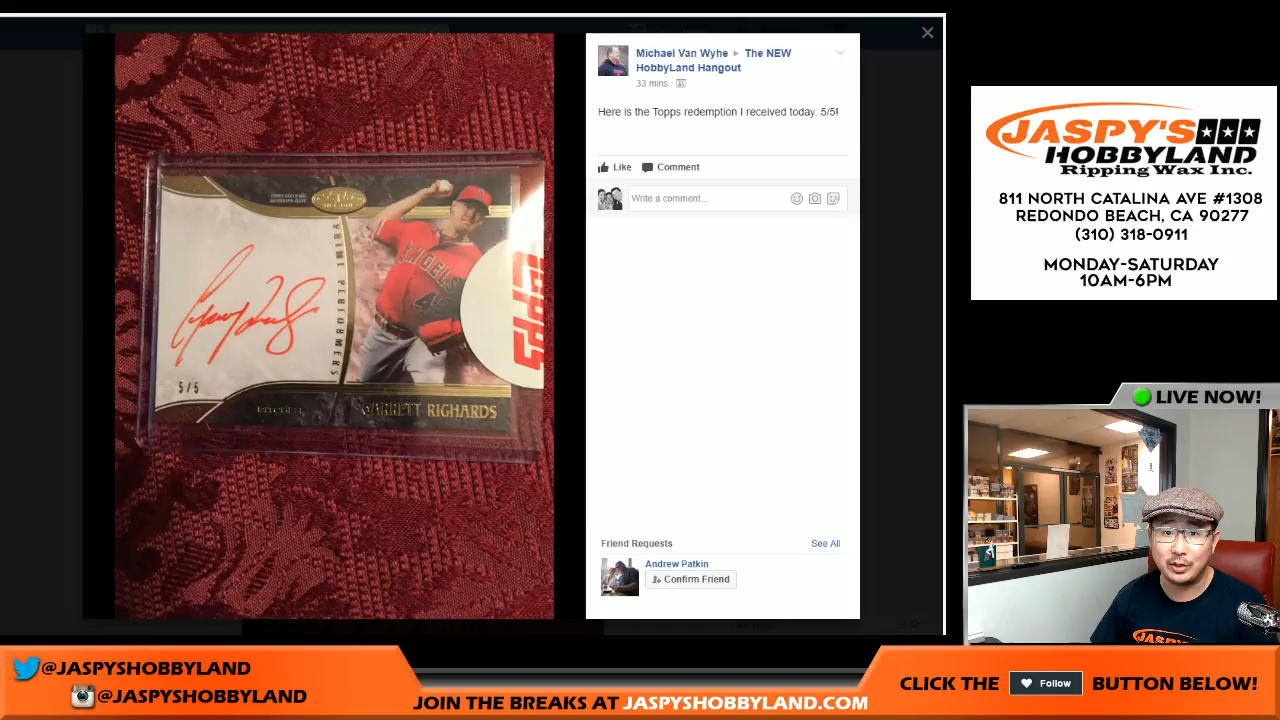 Michael Van Wyhe ▸ The NEW
HobbyLand Hangout
33 mins ·
Here is the Topps redemption I received today. 5/5!
Like Comment
Write a comment...
Friend Requests See All
Andrew Patkin
Confirm Friend
PRIME PERFORMERS
ANGELS
TOPPS
5/5
PITCHER
GARRETT RICHARDS
JASPY'S
HOBBYLAND
Ripping Wax Inc.
811 NORTH CATALINA AVE #1308
REDONDO BEACH, CA 90277
(310) 318-0911
MONDAY-SATURDAY
10AM-6PM
LIVE NOW!
JASPY'S
@JASPYSHOBBYLAND
@JASPYSHOBBYLAND
JOIN THE BREAKS AT JASPYSHOBBYLAND.COM
CLICK THE Follow BUTTON BELOW!